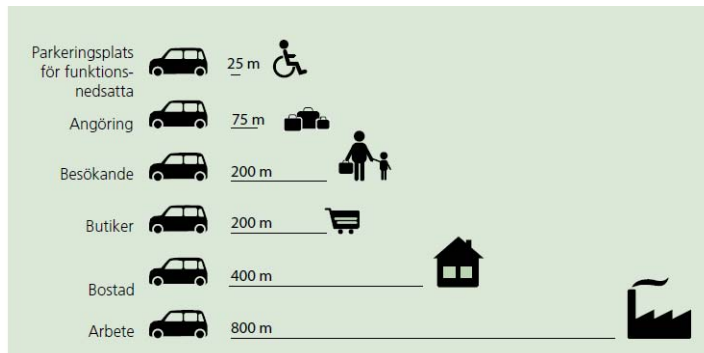 Parkeringsplats
för funktions-
nedsatta
25 m
Angöring
75 m
Besökande
200 m
Butiker
200 m
Bostad
400 m
Arbete
800 m